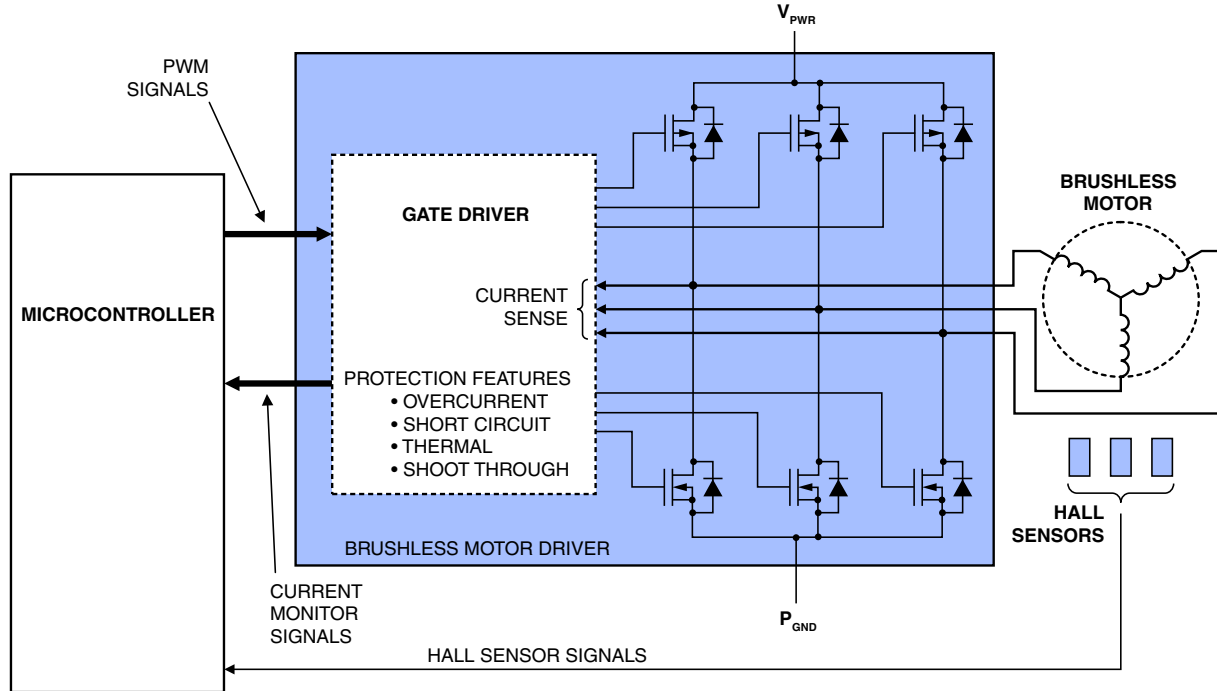 V_PWR
PWM
SIGNALS
BRUSHLESS
MOTOR
GATE DRIVER
MICROCONTROLLER
CURRENT
SENSE
PROTECTION FEATURES
• OVERCURRENT
• SHORT CIRCUIT
• THERMAL
• SHOOT THROUGH
HALL
SENSORS
BRUSHLESS MOTOR DRIVER
CURRENT
MONITOR
SIGNALS
P_GND
HALL SENSOR SIGNALS